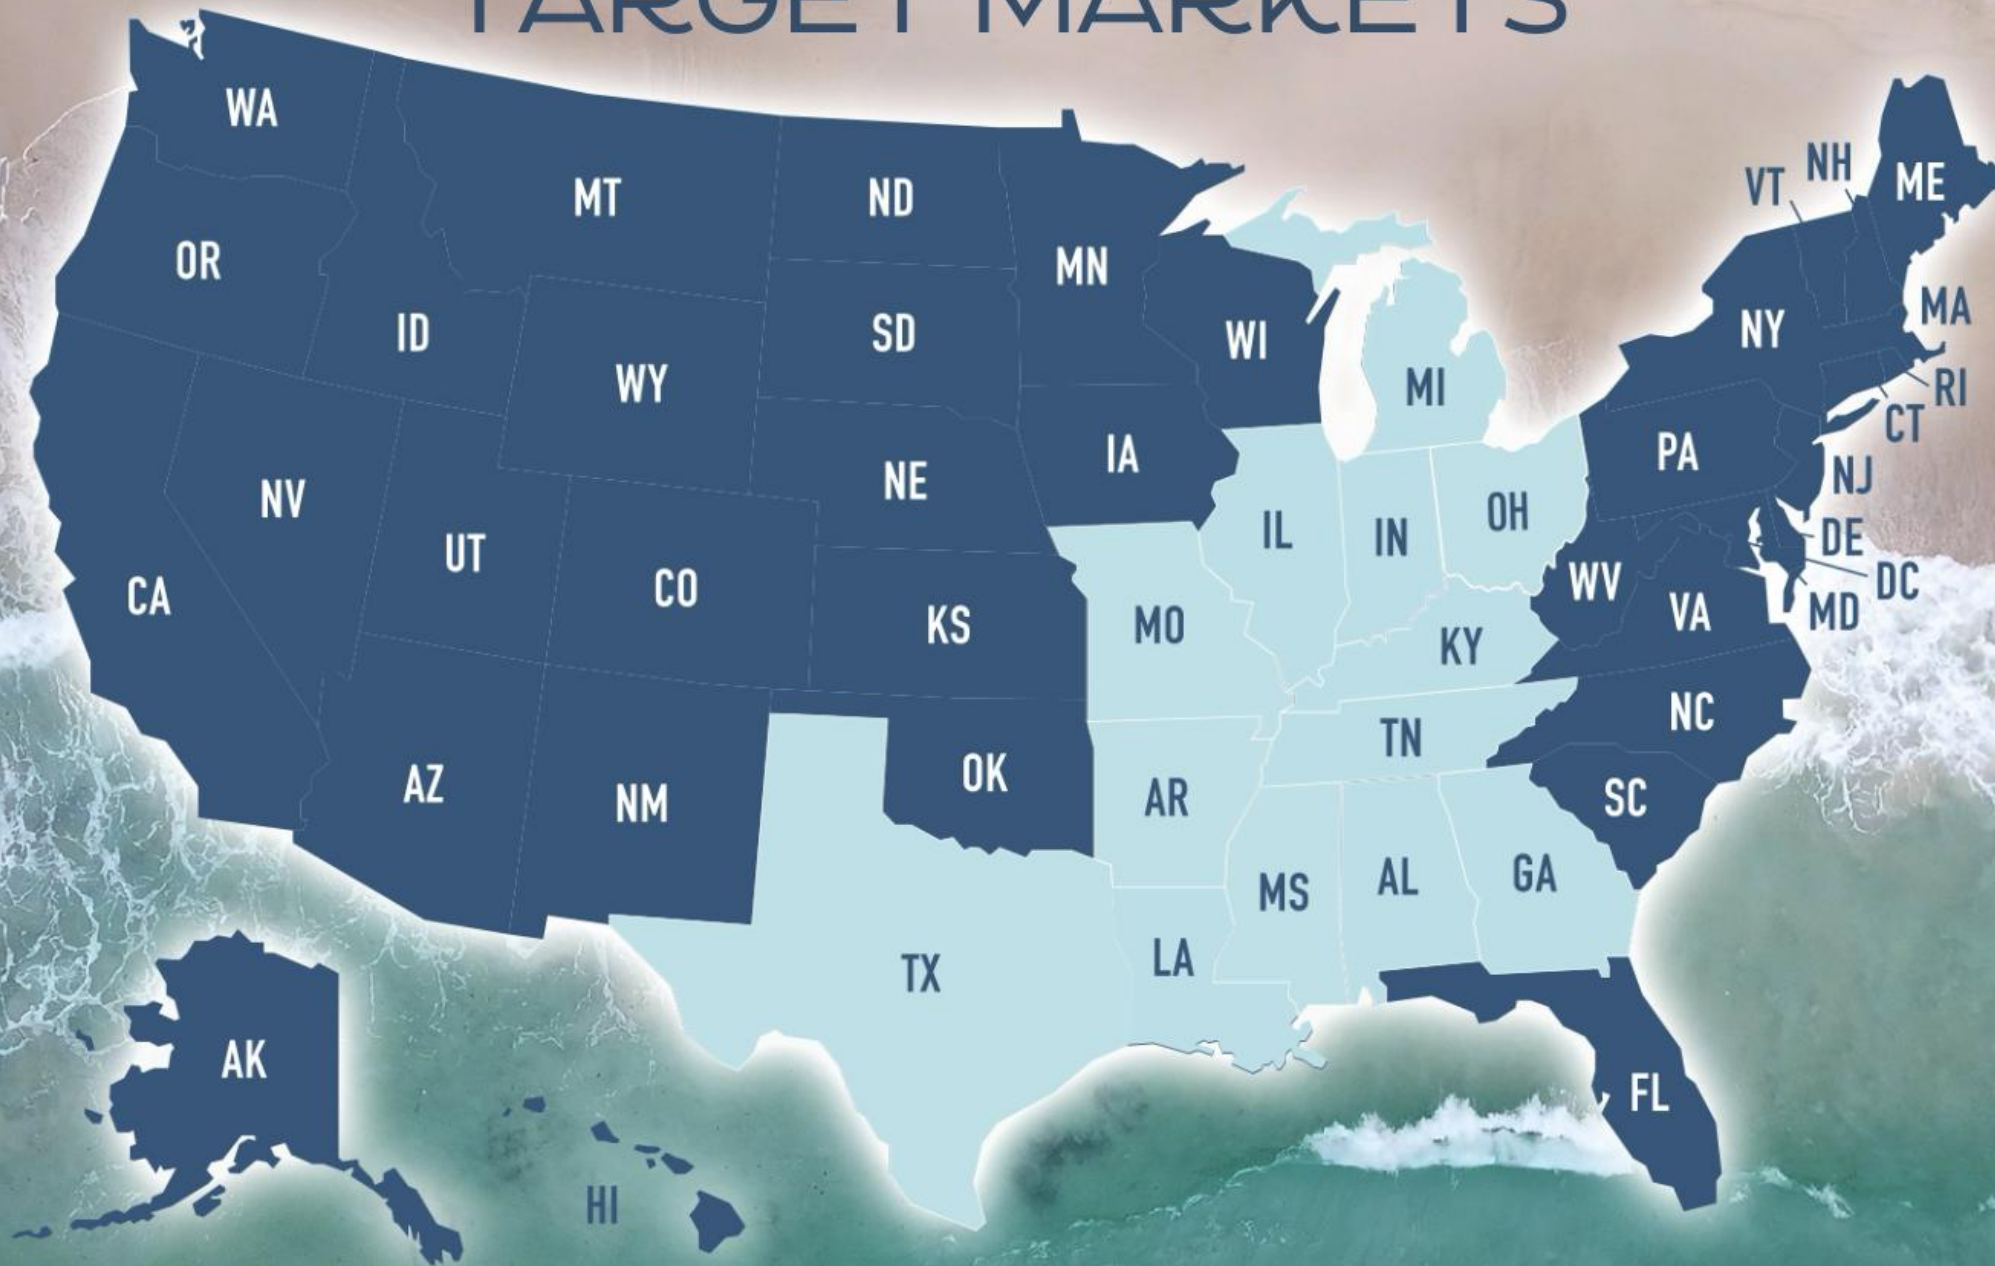 TARGET MARKETS
WA
MT
ND
MN
OR
ID
WY
SD
WI
MI
VT
NH
ME
NY
MA
RI
CT
NV
UT
CO
NE
IA
IL
IN
OH
PA
NJ
DE
DC
MD
CA
KS
MO
KY
WV
VA
AZ
NM
OK
AR
TN
NC
SC
TX
LA
MS
AL
GA
AK
HI
FL